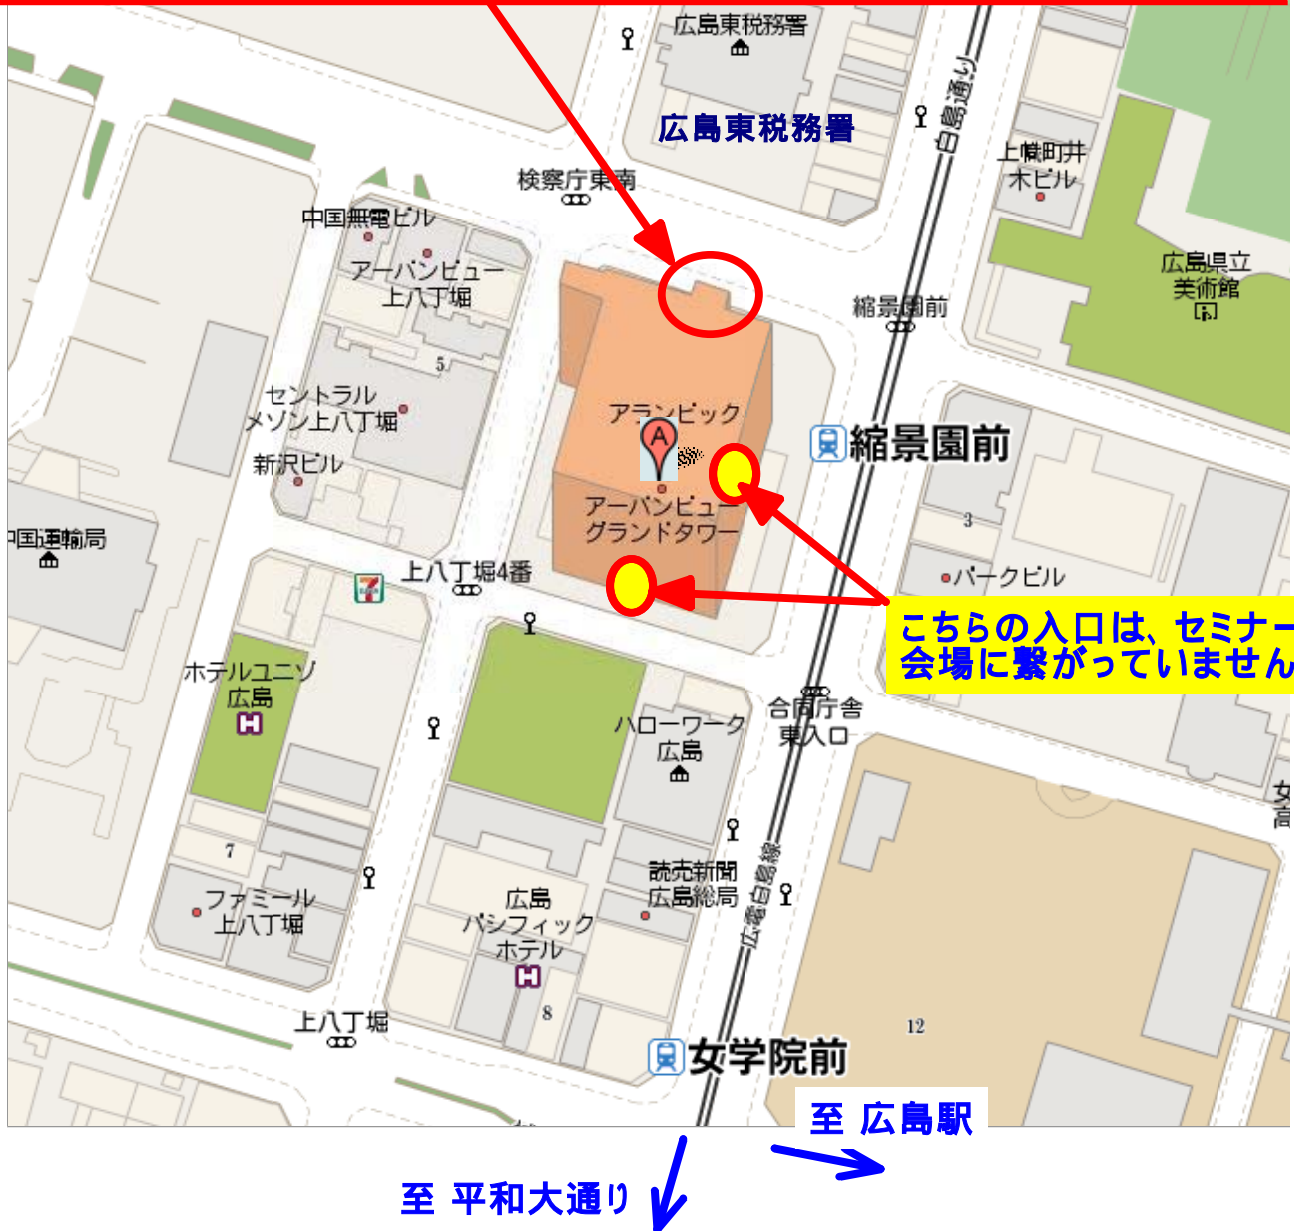 広島東税務署
広島東税務署
白島通り
上幟町井
木ビル
検察庁東南
中国無電ビル
アーバンビュー
上八丁堀
広島県立
美術館
縮景園前
5
セントラル
メゾン上八丁堀
アランビック
A
縮景園前
新沢ビル
アーバンビュー
グランドタワー
3
中国運輸局
上八丁堀4番
7
パークビル
こちらの入口は、セミナー
会場に繋がっていません
ホテルユニゾ
広島
H
合同庁舎
東入口
ハローワーク
広島
女
高
7
読売新聞
広島総局
広電白島線
ファミール
上八丁堀
広島
パシフィック
ホテル
H
8
12
上八丁堀
女学院前
至 広島駅
至 平和大通り